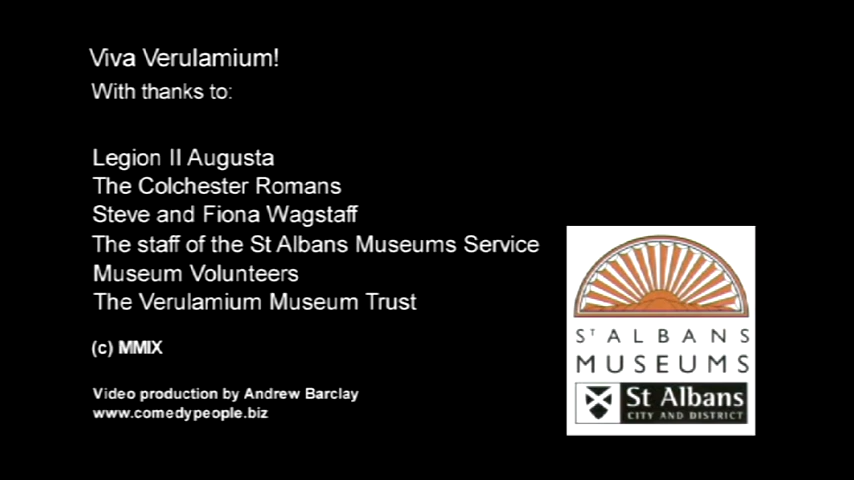 Viva Verulamium!
With thanks to:
Legion II Augusta
The Colchester Romans
Steve and Fiona Wagstaff
The staff of the St Albans Museums Service
Museum Volunteers
The Verulamium Museum Trust
(c) MMIX
Video production by Andrew Barclay
www.comedypeople.biz
ST ALBANS
MUSEUMS
St Albans
CITY AND DISTRICT